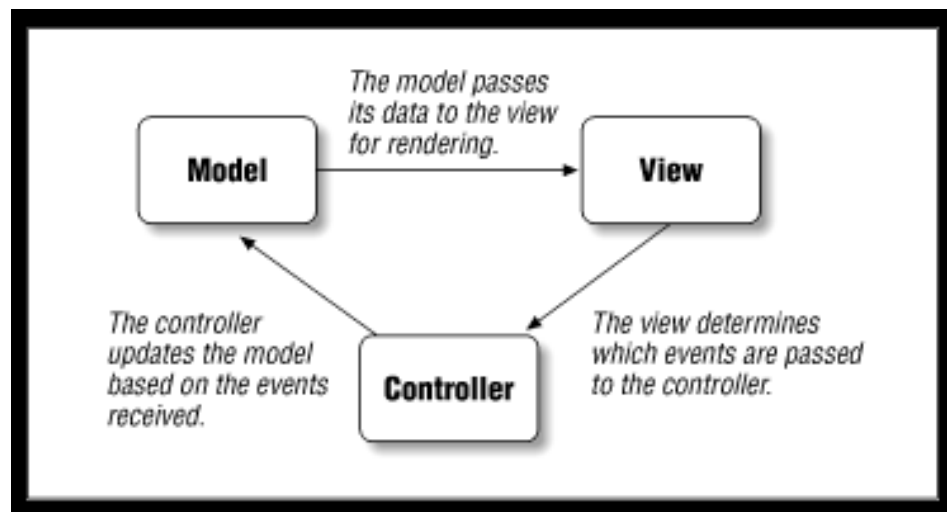 The model passes
its data to the view
for rendering.
Model
View
The controller
updates the model
based on the events
received.
The view determines
which events are passed
to the controller.
Controller